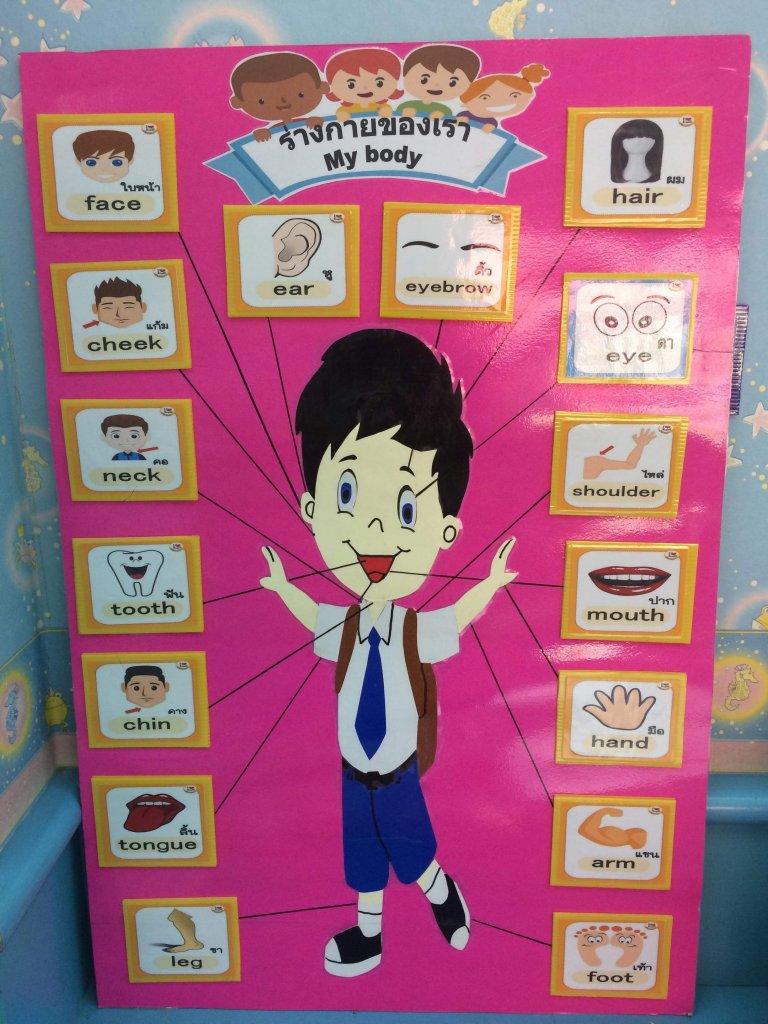 ร่างกายของเรา
My body
ใบหน้า
face
ผม
hair
หู
ear
คิ้ว
eyebrow
แก้ม
cheek
ตา
eye
คอ
neck
ไหล่
shoulder
ฟัน
tooth
ปาก
mouth
คาง
chin
มือ
hand
ลิ้น
tongue
แขน
arm
ขา
leg
เท้า
foot